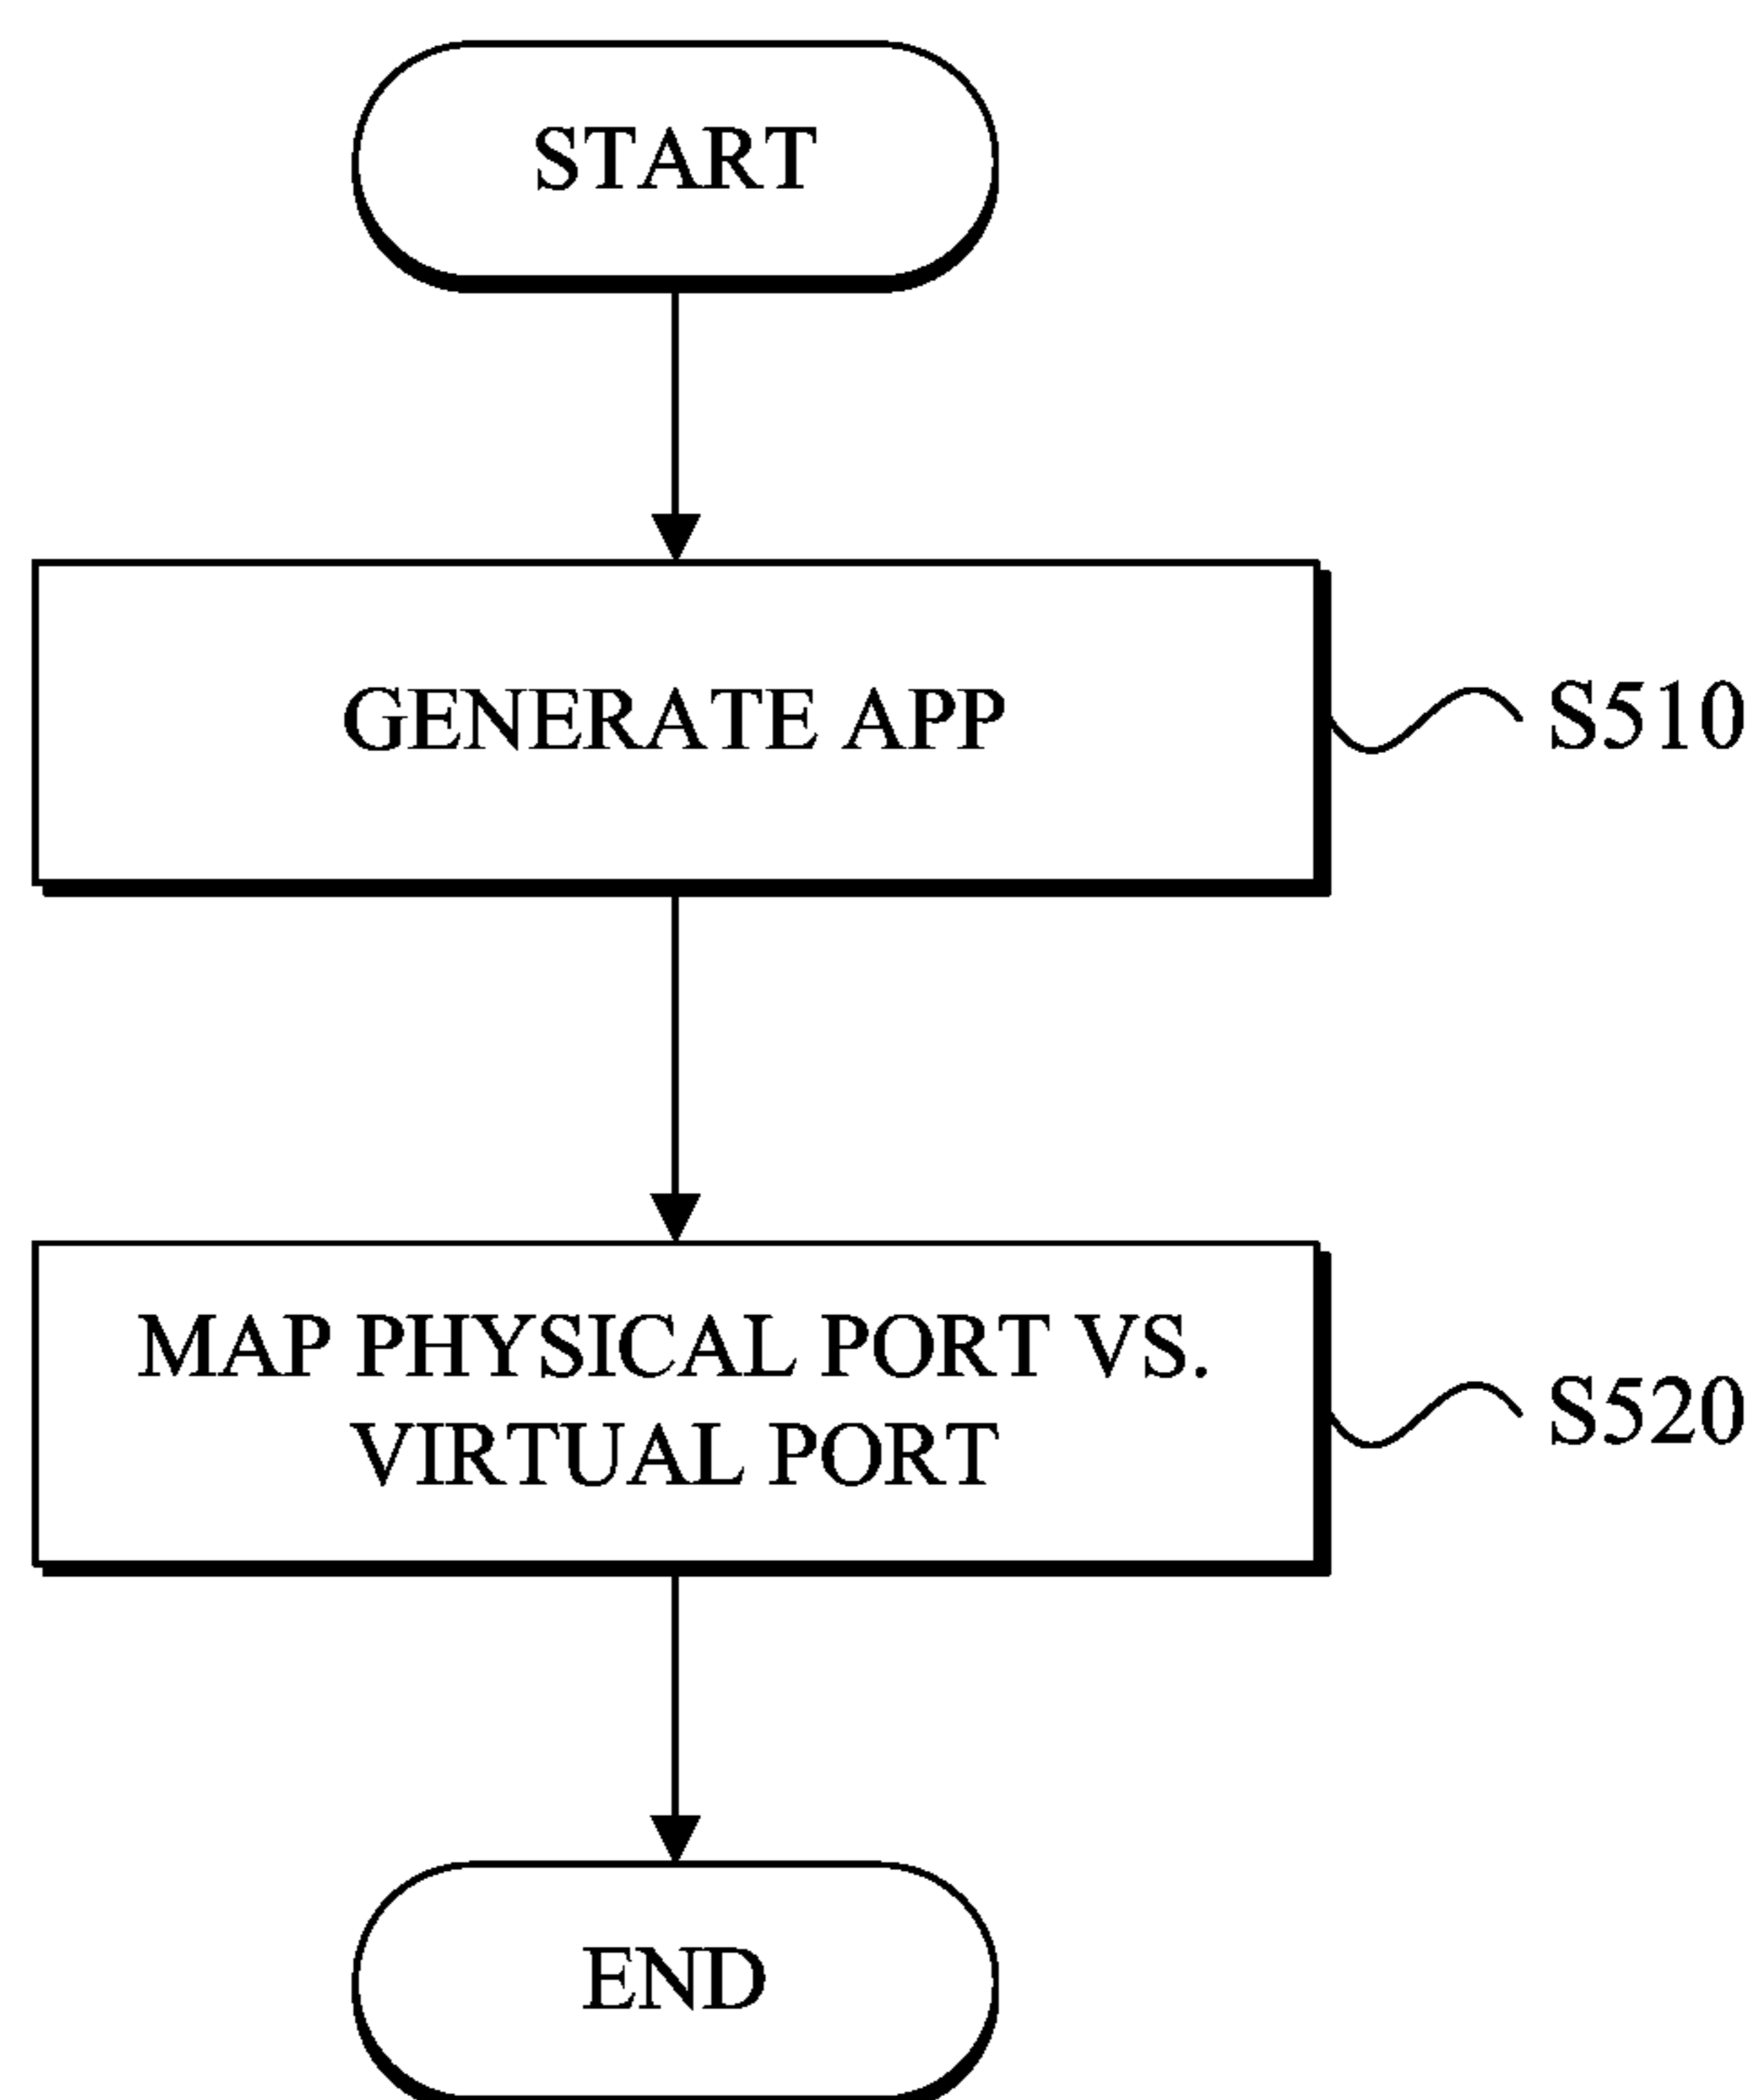 START
GENERATE APP
S510
MAP PHYSICAL PORT VS.
VIRTUAL PORT
S520
END